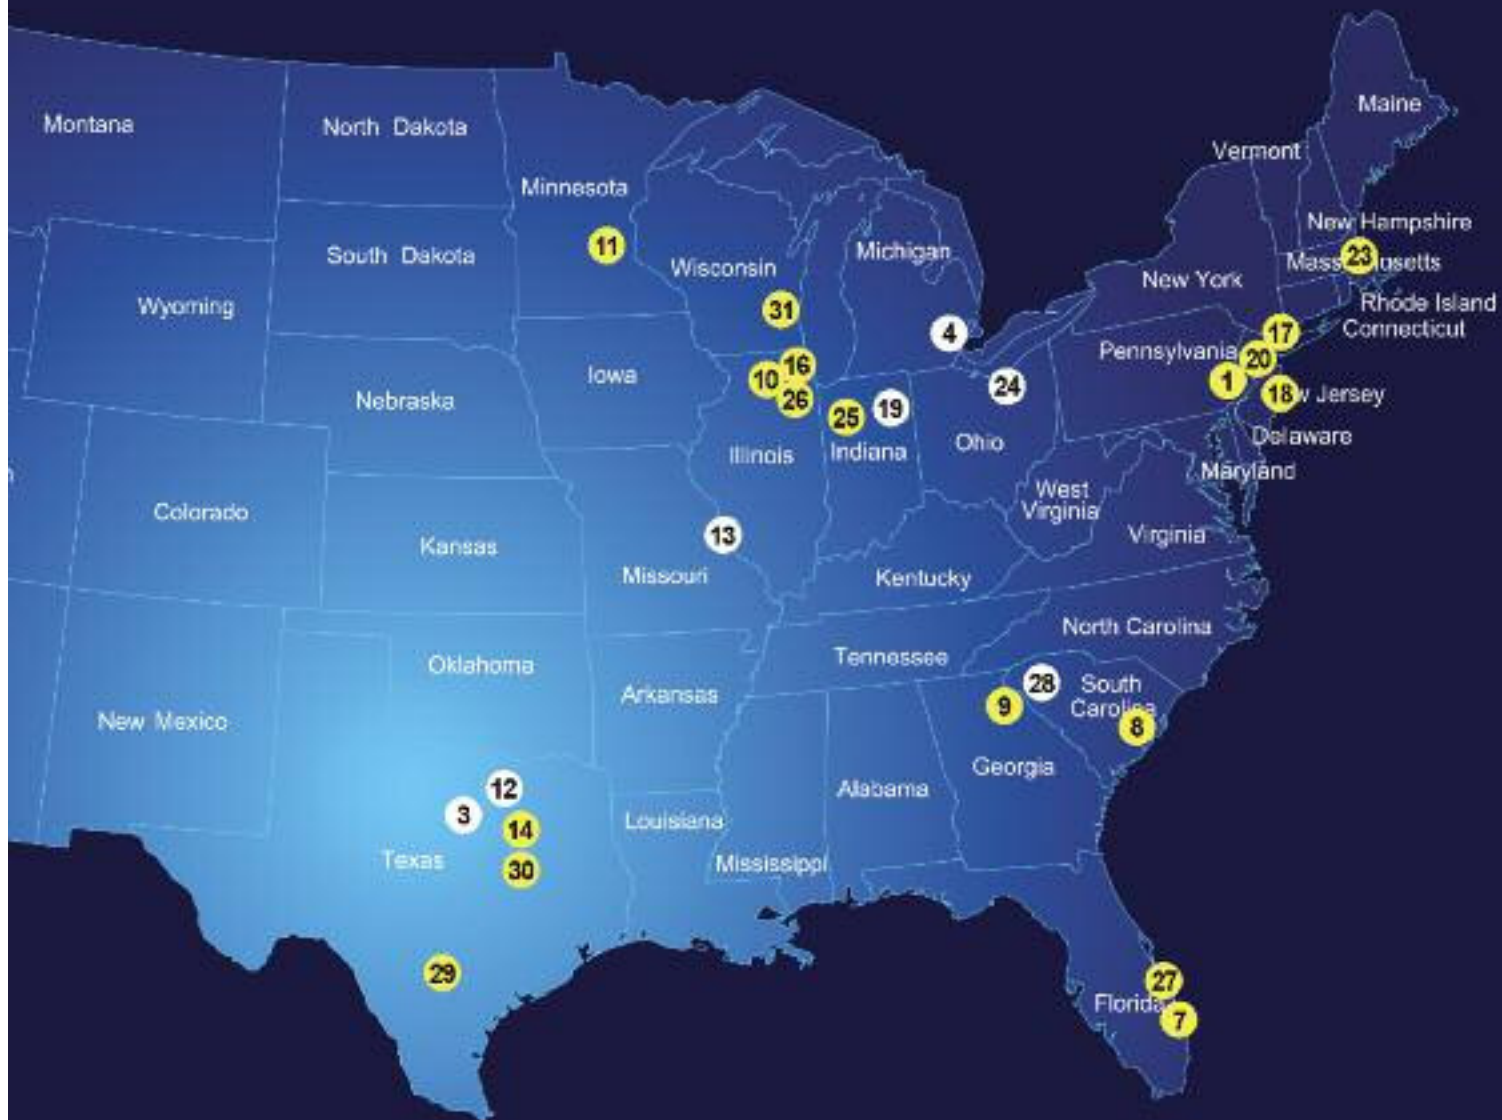 Maine
Montana
North Dakota
Vermont
Minnesota
New Hampshire
11
Michigan
23
South Dakota
Massachusetts
Wisconsin
New York
Wyoming
31
Rhode Island
4
17
Connecticut
Pennsylvania
20
16
Iowa
10
1
24
Nebraska
26
18
w Jersey
19
25
Ohio
Delaware
Illinois
Indiana
Maryland
West
Virginia
Colorado
13
Virginia
Kansas
Missouri
Kentucky
North Carolina
Tennessee
Oklahoma
28
South
Carolina
Arkansas
9
New Mexico
8
Georgia
12
Alabama
3
14
Louisiana
Texas
30
Mississippi
29
27
Florida
7